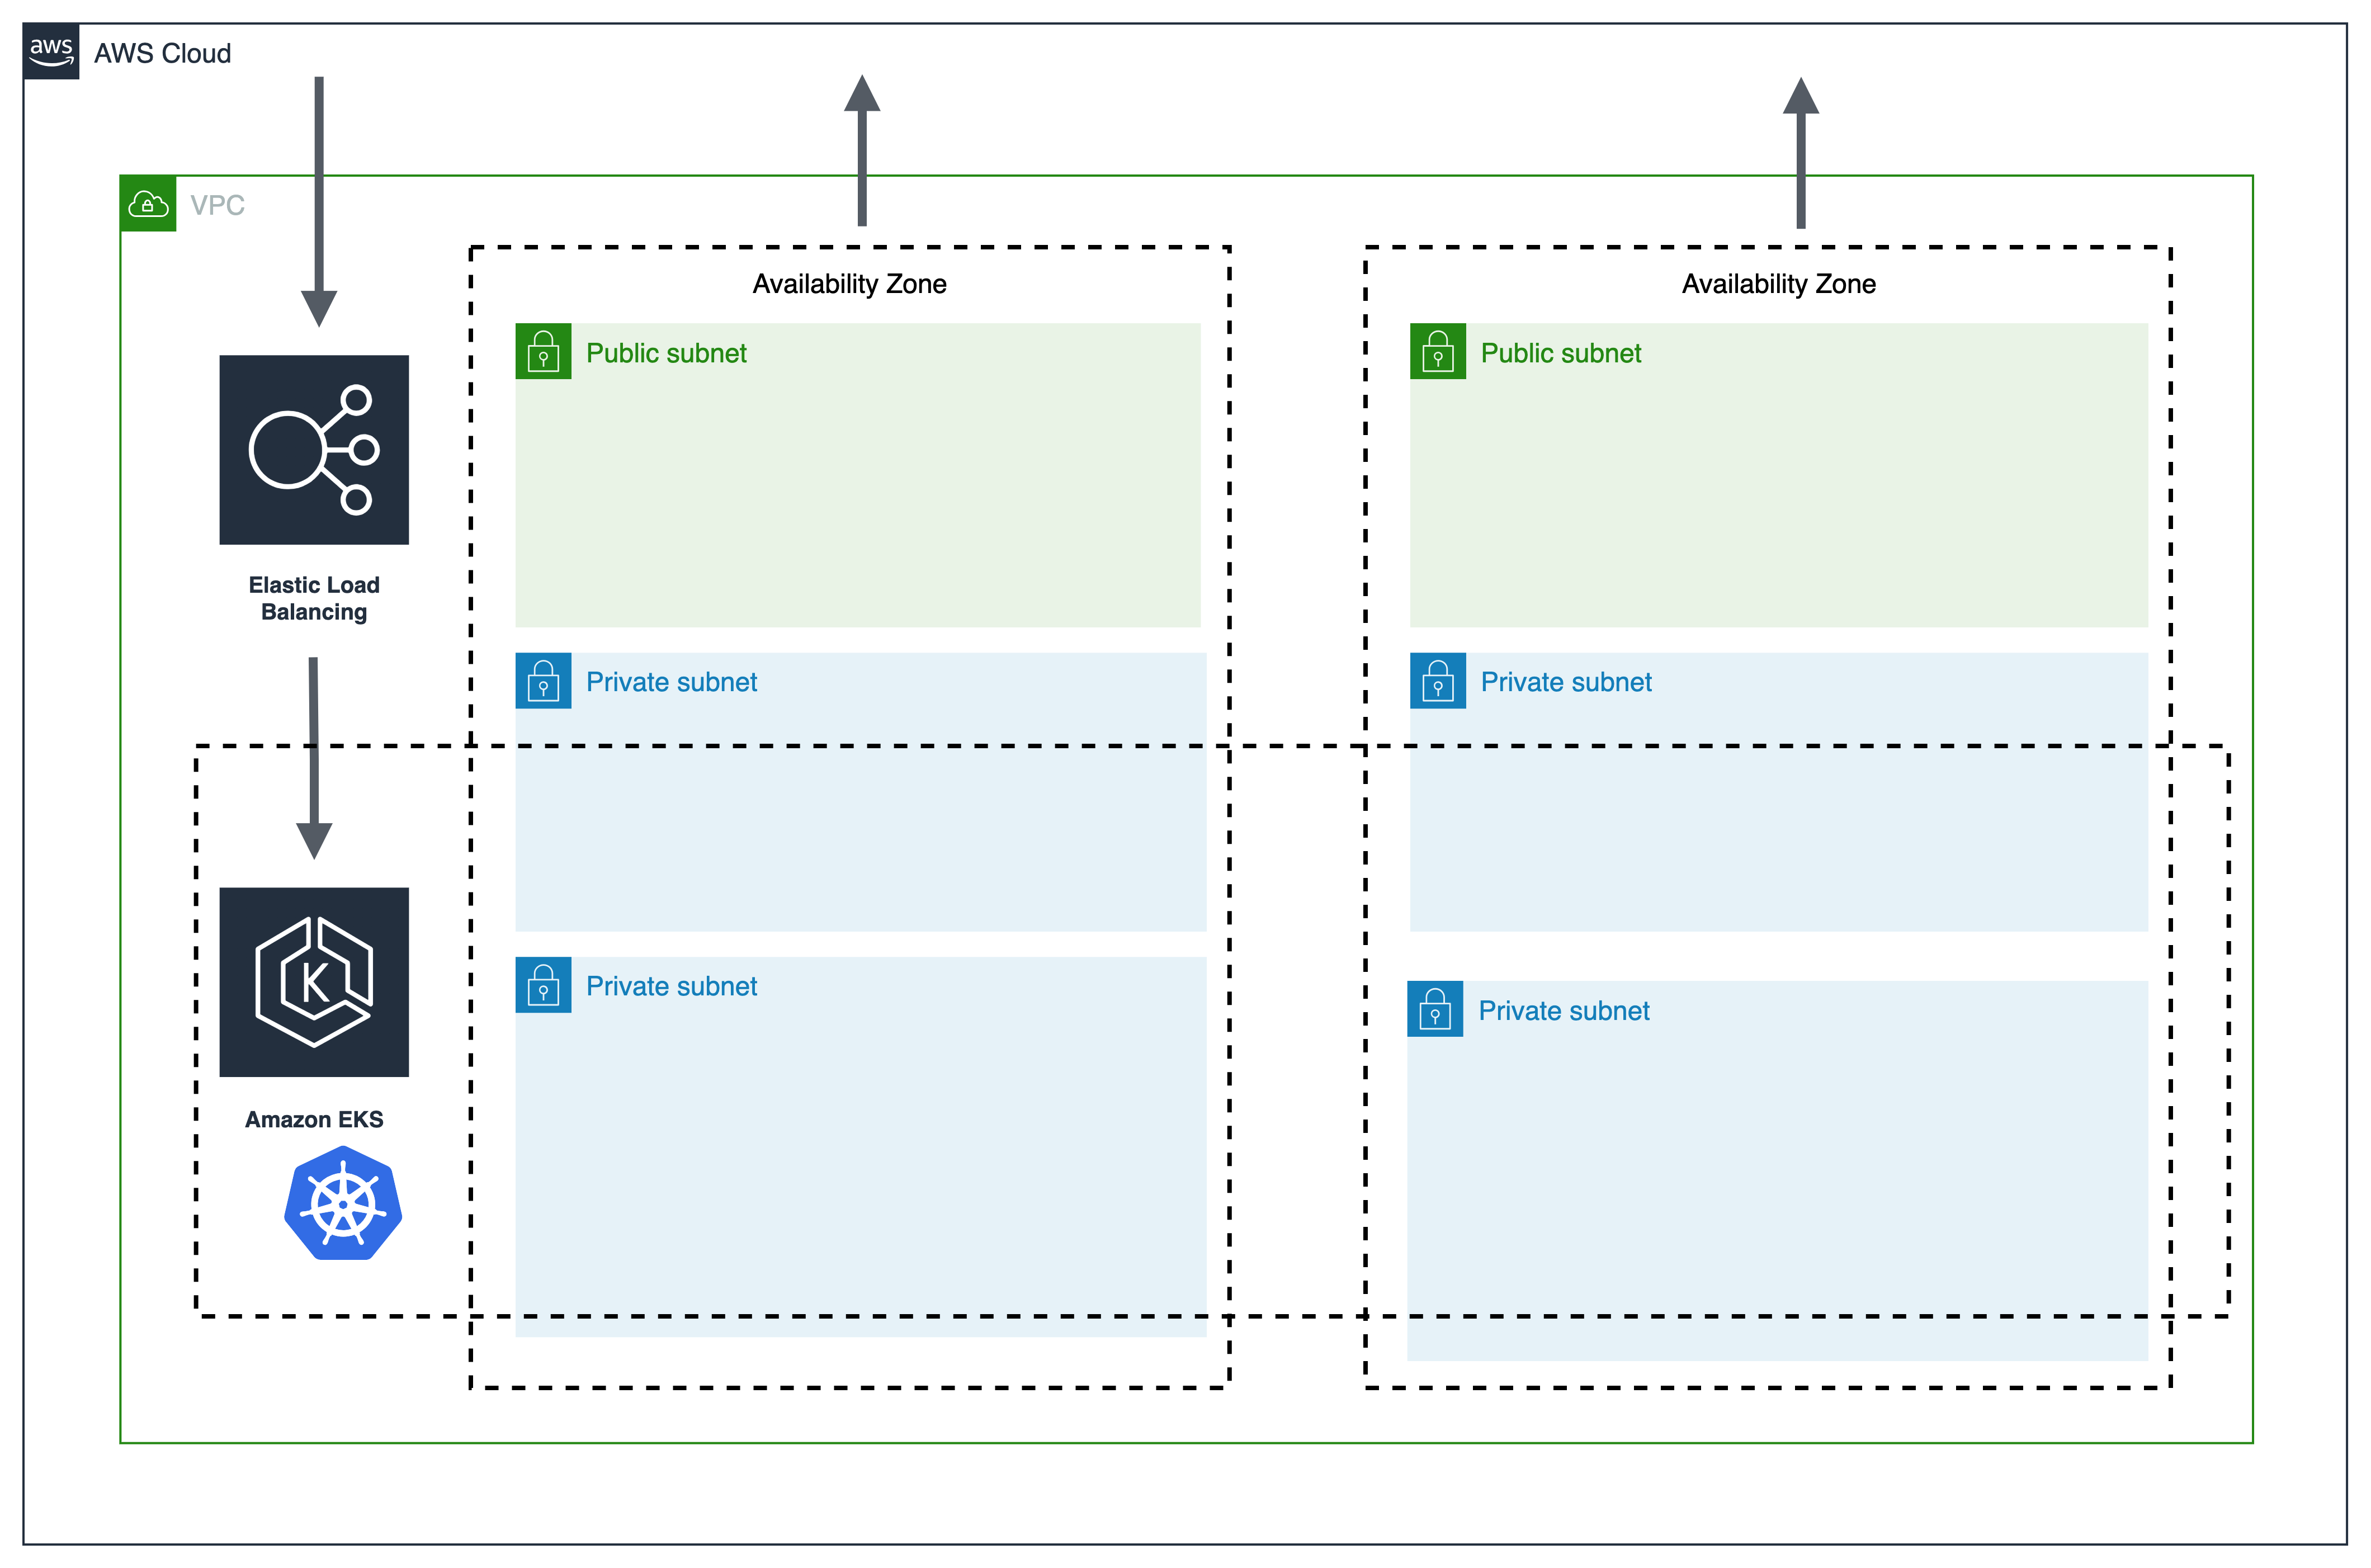 aws
AWS Cloud
VPC
Availability Zone
Availability Zone
Public subnet
Public subnet
Elastic Load
Balancing
Private subnet
Private subnet
K
Private subnet
Private subnet
Amazon EKS